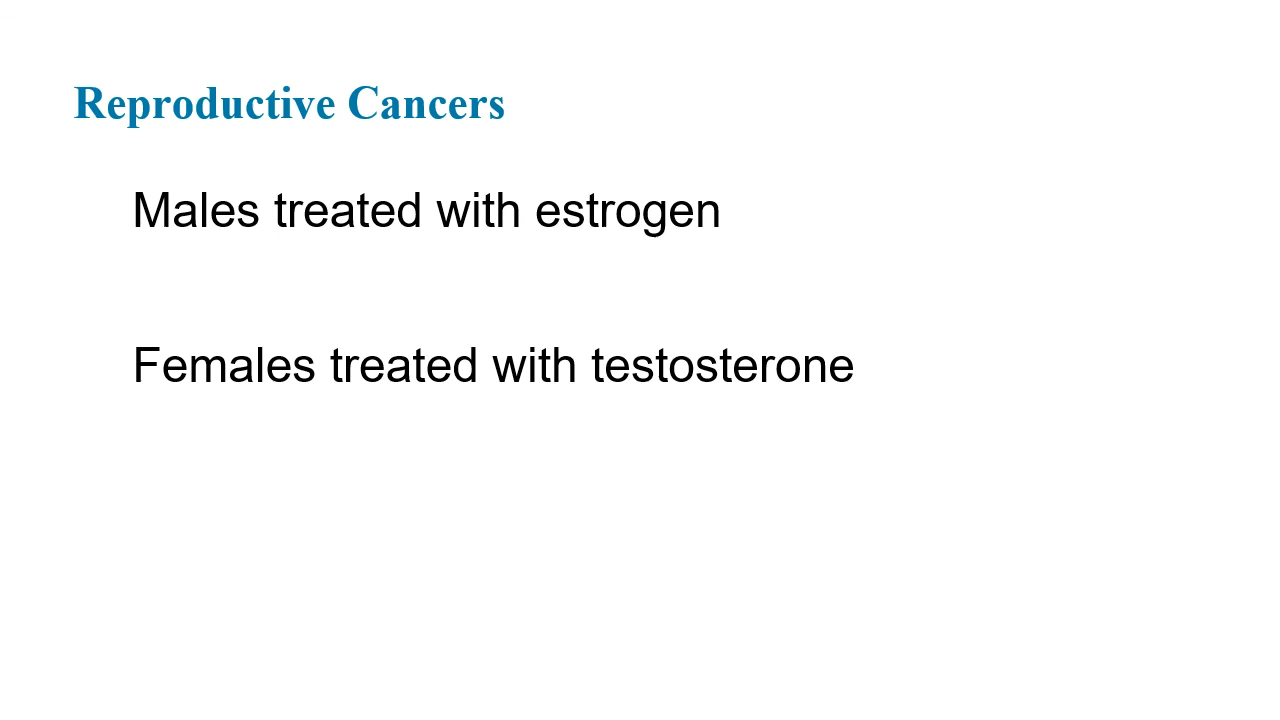 Reproductive Cancers
Males treated with estrogen
Females treated with testosterone